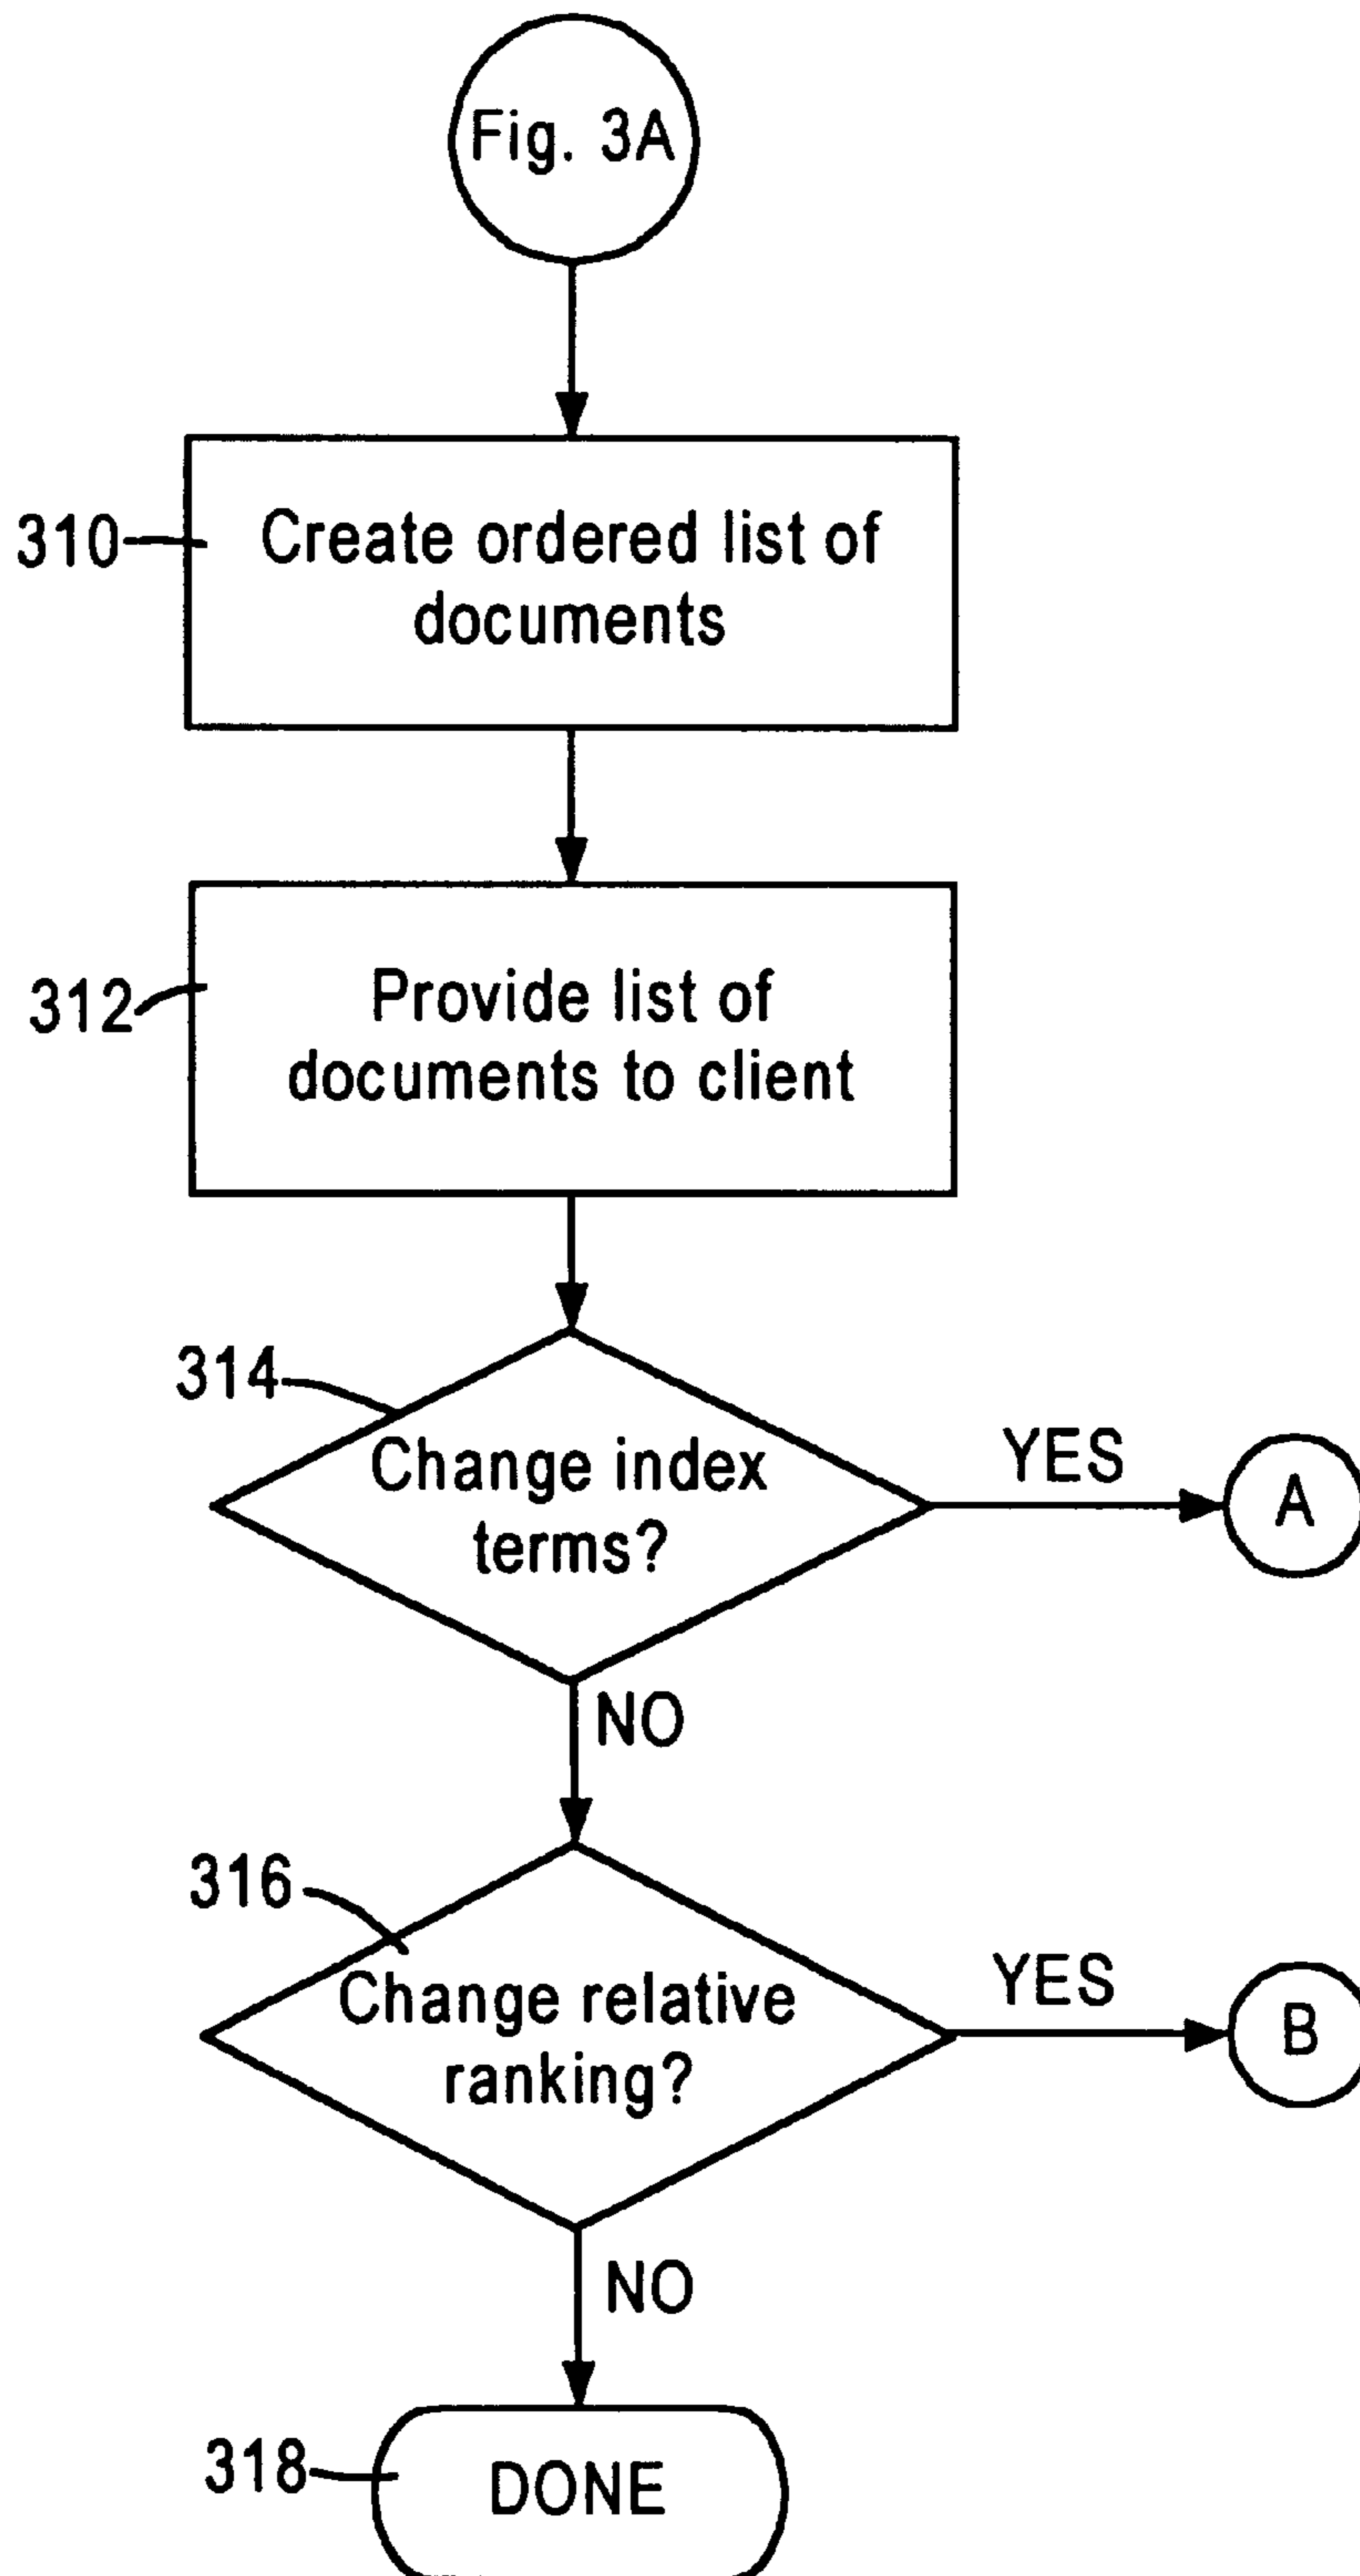 Fig. 3A
310
Create ordered list of
documents
312
Provide list of
documents to client
314
Change index
terms?
YES
A
NO
316
Change relative
ranking?
YES
B
NO
318
DONE